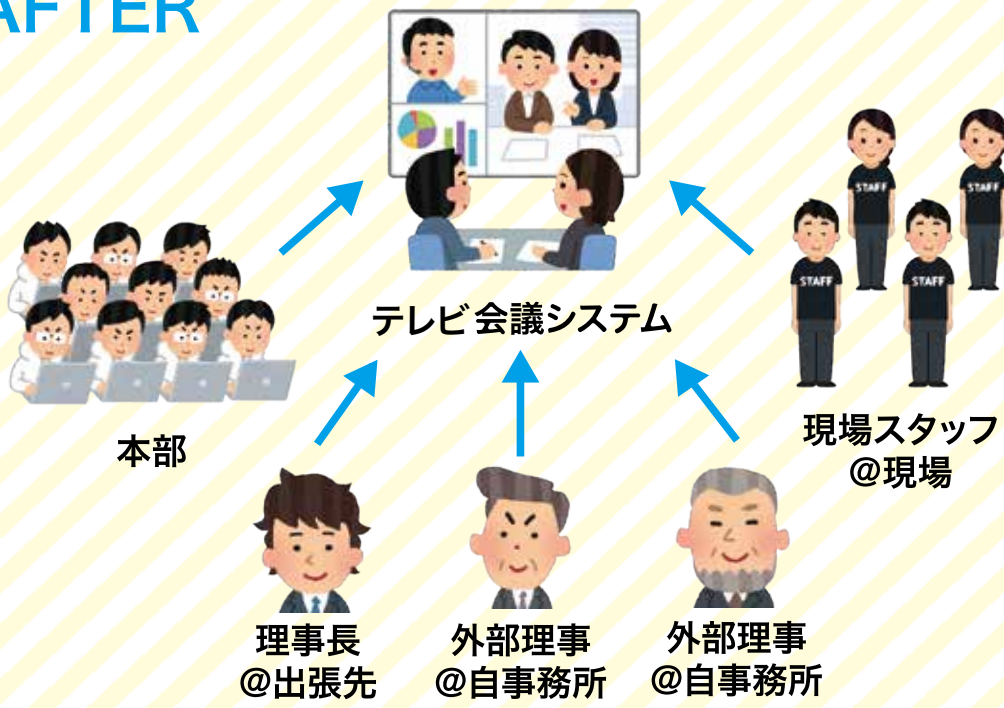 AFTER
テレビ会議システム
STAFF
STAFF
STAFF
STAFF
本部
現場スタッフ
@現場
理事長
@出張先
外部理事
@自事務所
外部理事
@自事務所